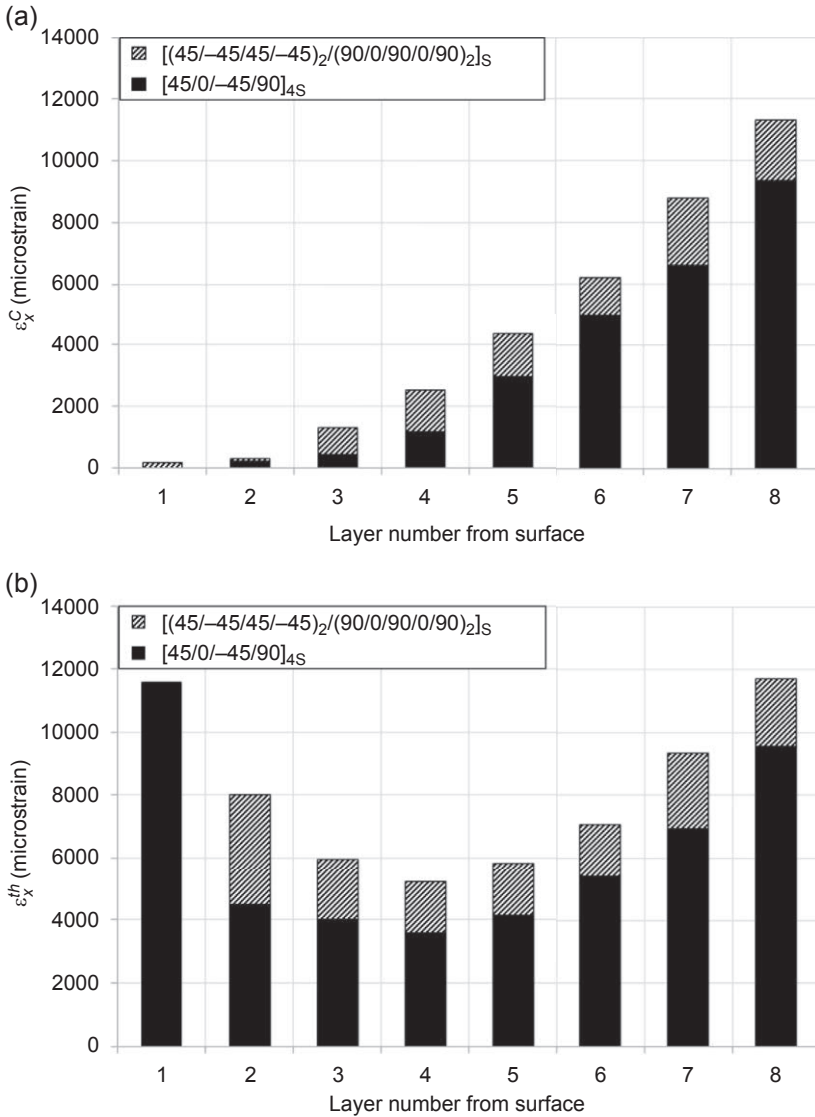 (a)
14000
[(45/–45/45/–45)2/(90/0/90/0/90)2]S
[45/0/–45/90]4S
12000
10000
8000
6000
4000
2000
0
εxC (microstrain)
1 2 3 4 5 6 7 8
Layer number from surface
(b)
14000
[(45/–45/45/–45)2/(90/0/90/0/90)2]S
[45/0/–45/90]4S
12000
10000
8000
6000
4000
2000
0
εxth (microstrain)
1 2 3 4 5 6 7 8
Layer number from surface